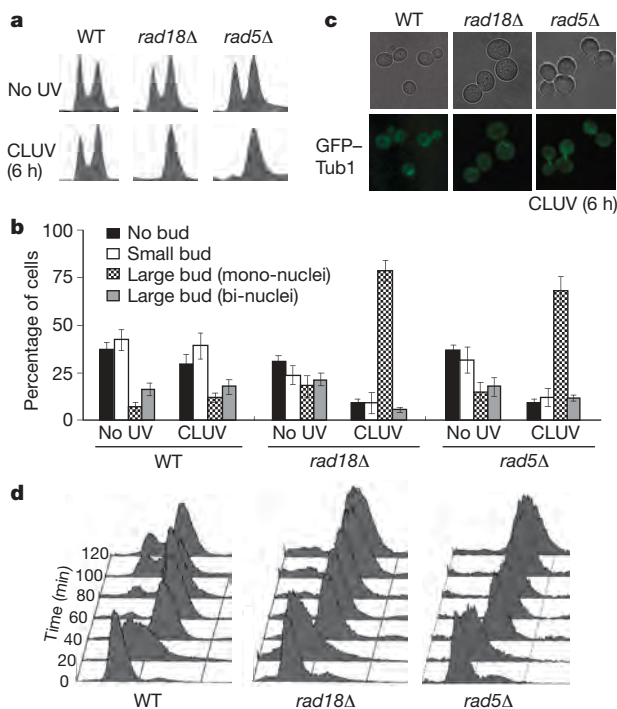 a
WT rad18Δ rad5Δ
No UV
CLUV
(6 h)
c
WT rad18Δ rad5Δ
GFP–
Tub1
CLUV (6 h)
b
Percentage of cells
100
75
50
25
0
No bud
Small bud
Large bud (mono-nuclei)
Large bud (bi-nuclei)
No UV CLUV No UV CLUV No UV CLUV
WT rad18Δ rad5Δ
d
Time (min)
120
100
80
60
40
20
0
WT rad18Δ rad5Δ